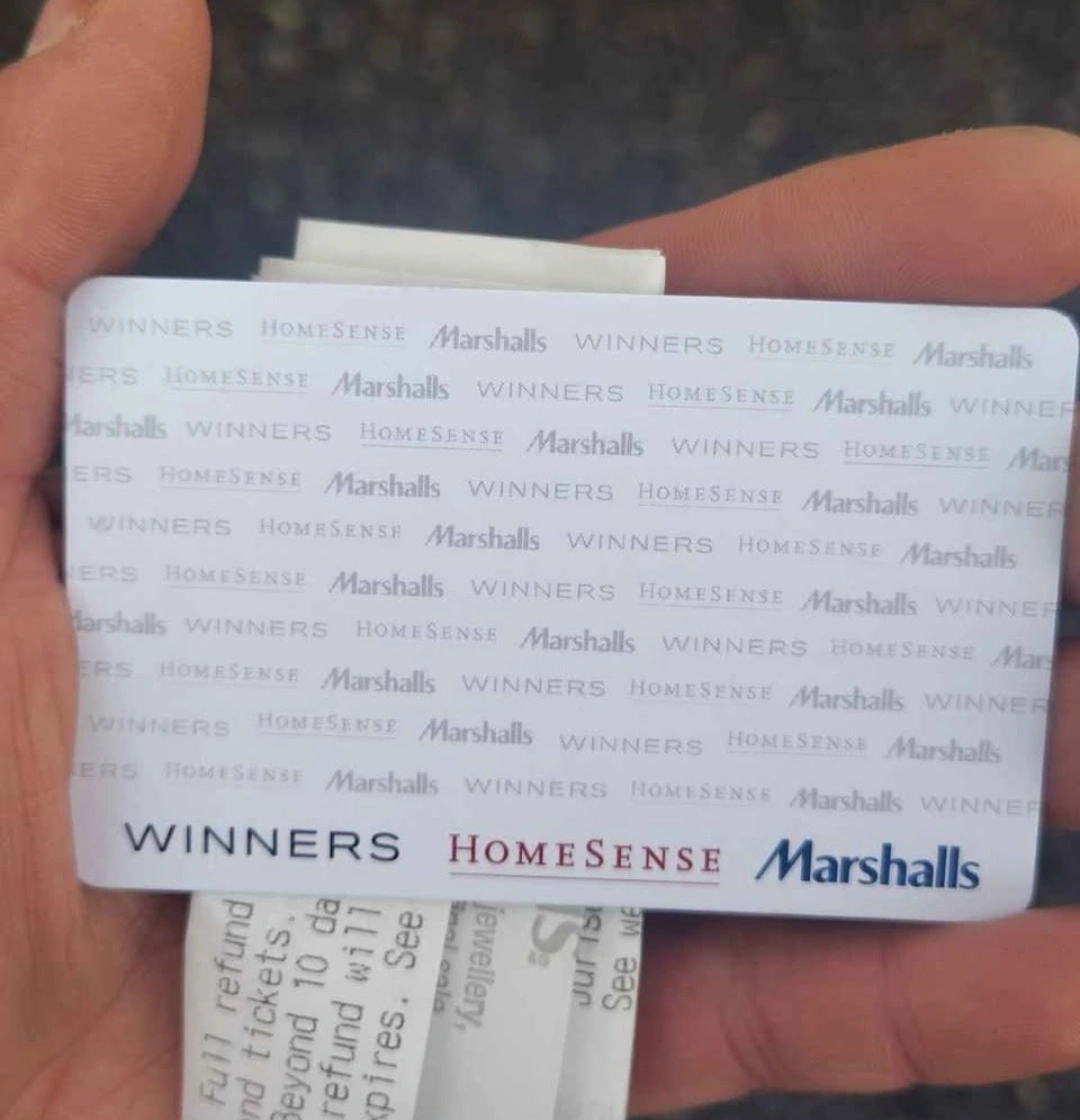 WINNERS HOMESENSE Marshalls WINNERS HOMESENSE Marshalls
ERS HOMESENSE Marshalls WINNERS HOMESENSE Marshalls WINNER
Marshalls WINNERS HOMESENSE Marshalls WINNERS HOMESENSE Mars
ERS HOMESENSE Marshalls WINNERS HOMESENSE Marshalls WINNER
WINNERS HOMESENSE Marshalls WINNERS HOMESENSE Marshalls
ERS HOMESENSE Marshalls WINNERS HOMESENSE Marshalls WINNER
Marshalls WINNERS HOMESENSE Marshalls WINNERS HOMESENSE Mar
ERS HOMESENSE Marshalls WINNERS HOMESENSE Marshalls WINNER
WINNERS HOMESENSE Marshalls WINNERS HOMESENSE Marshalls
ERS HOMESENSE Marshalls WINNERS HOMESENSE Marshalls WINNER
WINNERS HOMESENSE Marshalls
Full refund
nd tickets.
Beyond 10 da
refund will
xpires. See
jewellery,
See